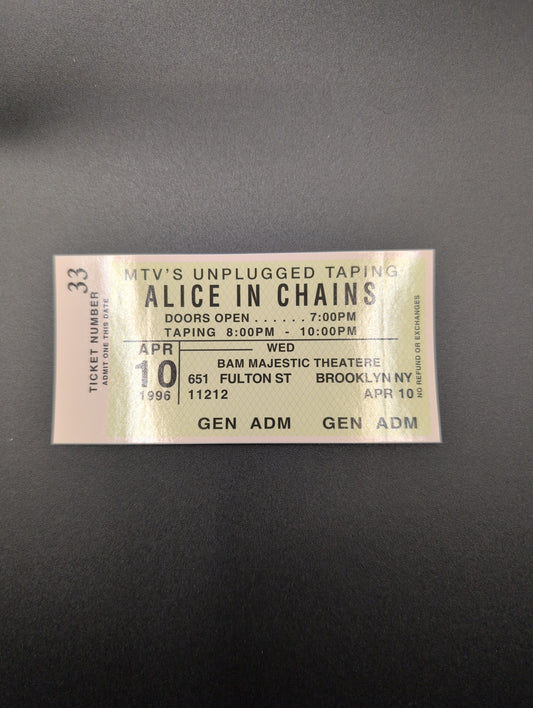 33
TICKET NUMBER
ADMIT ONE THIS DATE
MTV'S UNPLUGGED TAPING
ALICE IN CHAINS
DOORS OPEN . . . . . . 7:00PM
TAPING 8:00PM - 10:00PM
APR
10
1996
WED
BAM MAJESTIC THEATERE
651 FULTON ST BROOKLYN NY
11212 APR 10
GEN ADM GEN ADM
NO REFUND OR EXCHANGES